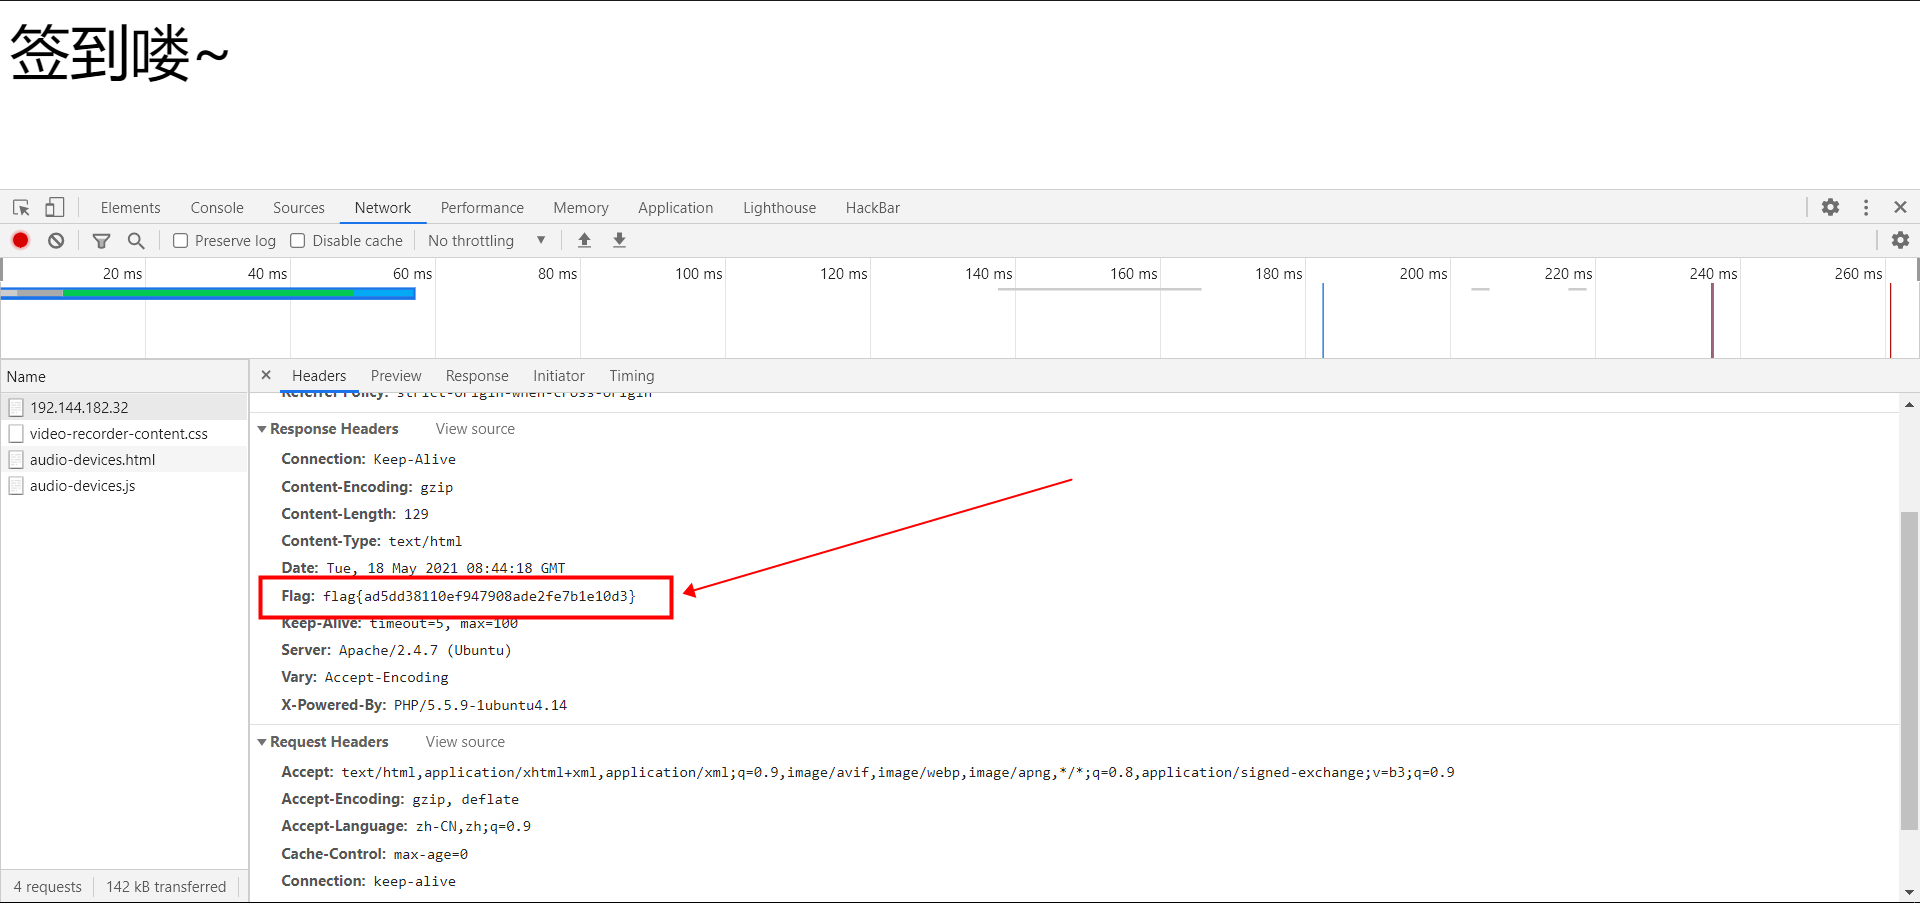 签到喽~
Elements Console Sources Network Performance Memory Application Lighthouse HackBar
Preserve log Disable cache No throttling
20 ms 40 ms 60 ms 80 ms 100 ms 120 ms 140 ms 160 ms 180 ms 200 ms 220 ms 240 ms 260 ms
Name
192.144.182.32
video-recorder-content.css
audio-devices.html
audio-devices.js
4 requests 142 kB transferred
Headers Preview Response Initiator Timing
Referrer Policy: strict-origin-when-cross-origin
Response Headers View source
Connection: Keep-Alive
Content-Encoding: gzip
Content-Length: 129
Content-Type: text/html
Date: Tue, 18 May 2021 08:44:18 GMT
Flag: flag{ad5dd38110ef947908ade2fe7b1e10d3}
Keep-Alive: timeout=5, max=100
Server: Apache/2.4.7 (Ubuntu)
Vary: Accept-Encoding
X-Powered-By: PHP/5.5.9-1ubuntu4.14
Request Headers View source
Accept: text/html,application/xhtml+xml,application/xml;q=0.9,image/avif,image/webp,image/apng,*/*;q=0.8,application/signed-exchange;v=b3;q=0.9
Accept-Encoding: gzip, deflate
Accept-Language: zh-CN,zh;q=0.9
Cache-Control: max-age=0
Connection: keep-alive